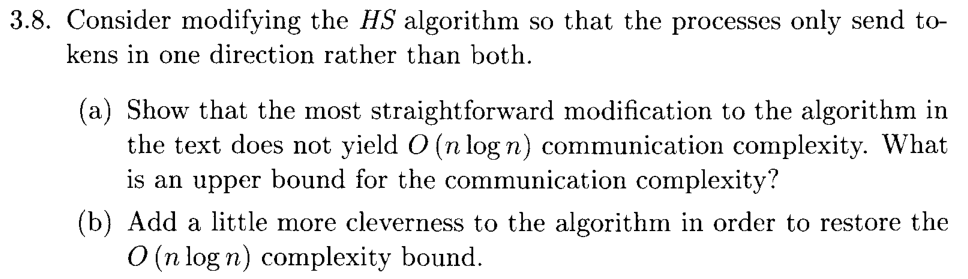 3.8. Consider modifying the HS algorithm so that the processes only send to-
kens in one direction rather than both.
(a) Show that the most straightforward modification to the algorithm in
the text does not yield O (n log n) communication complexity. What
is an upper bound for the communication complexity?
(b) Add a little more cleverness to the algorithm in order to restore the
O (n log n) complexity bound.